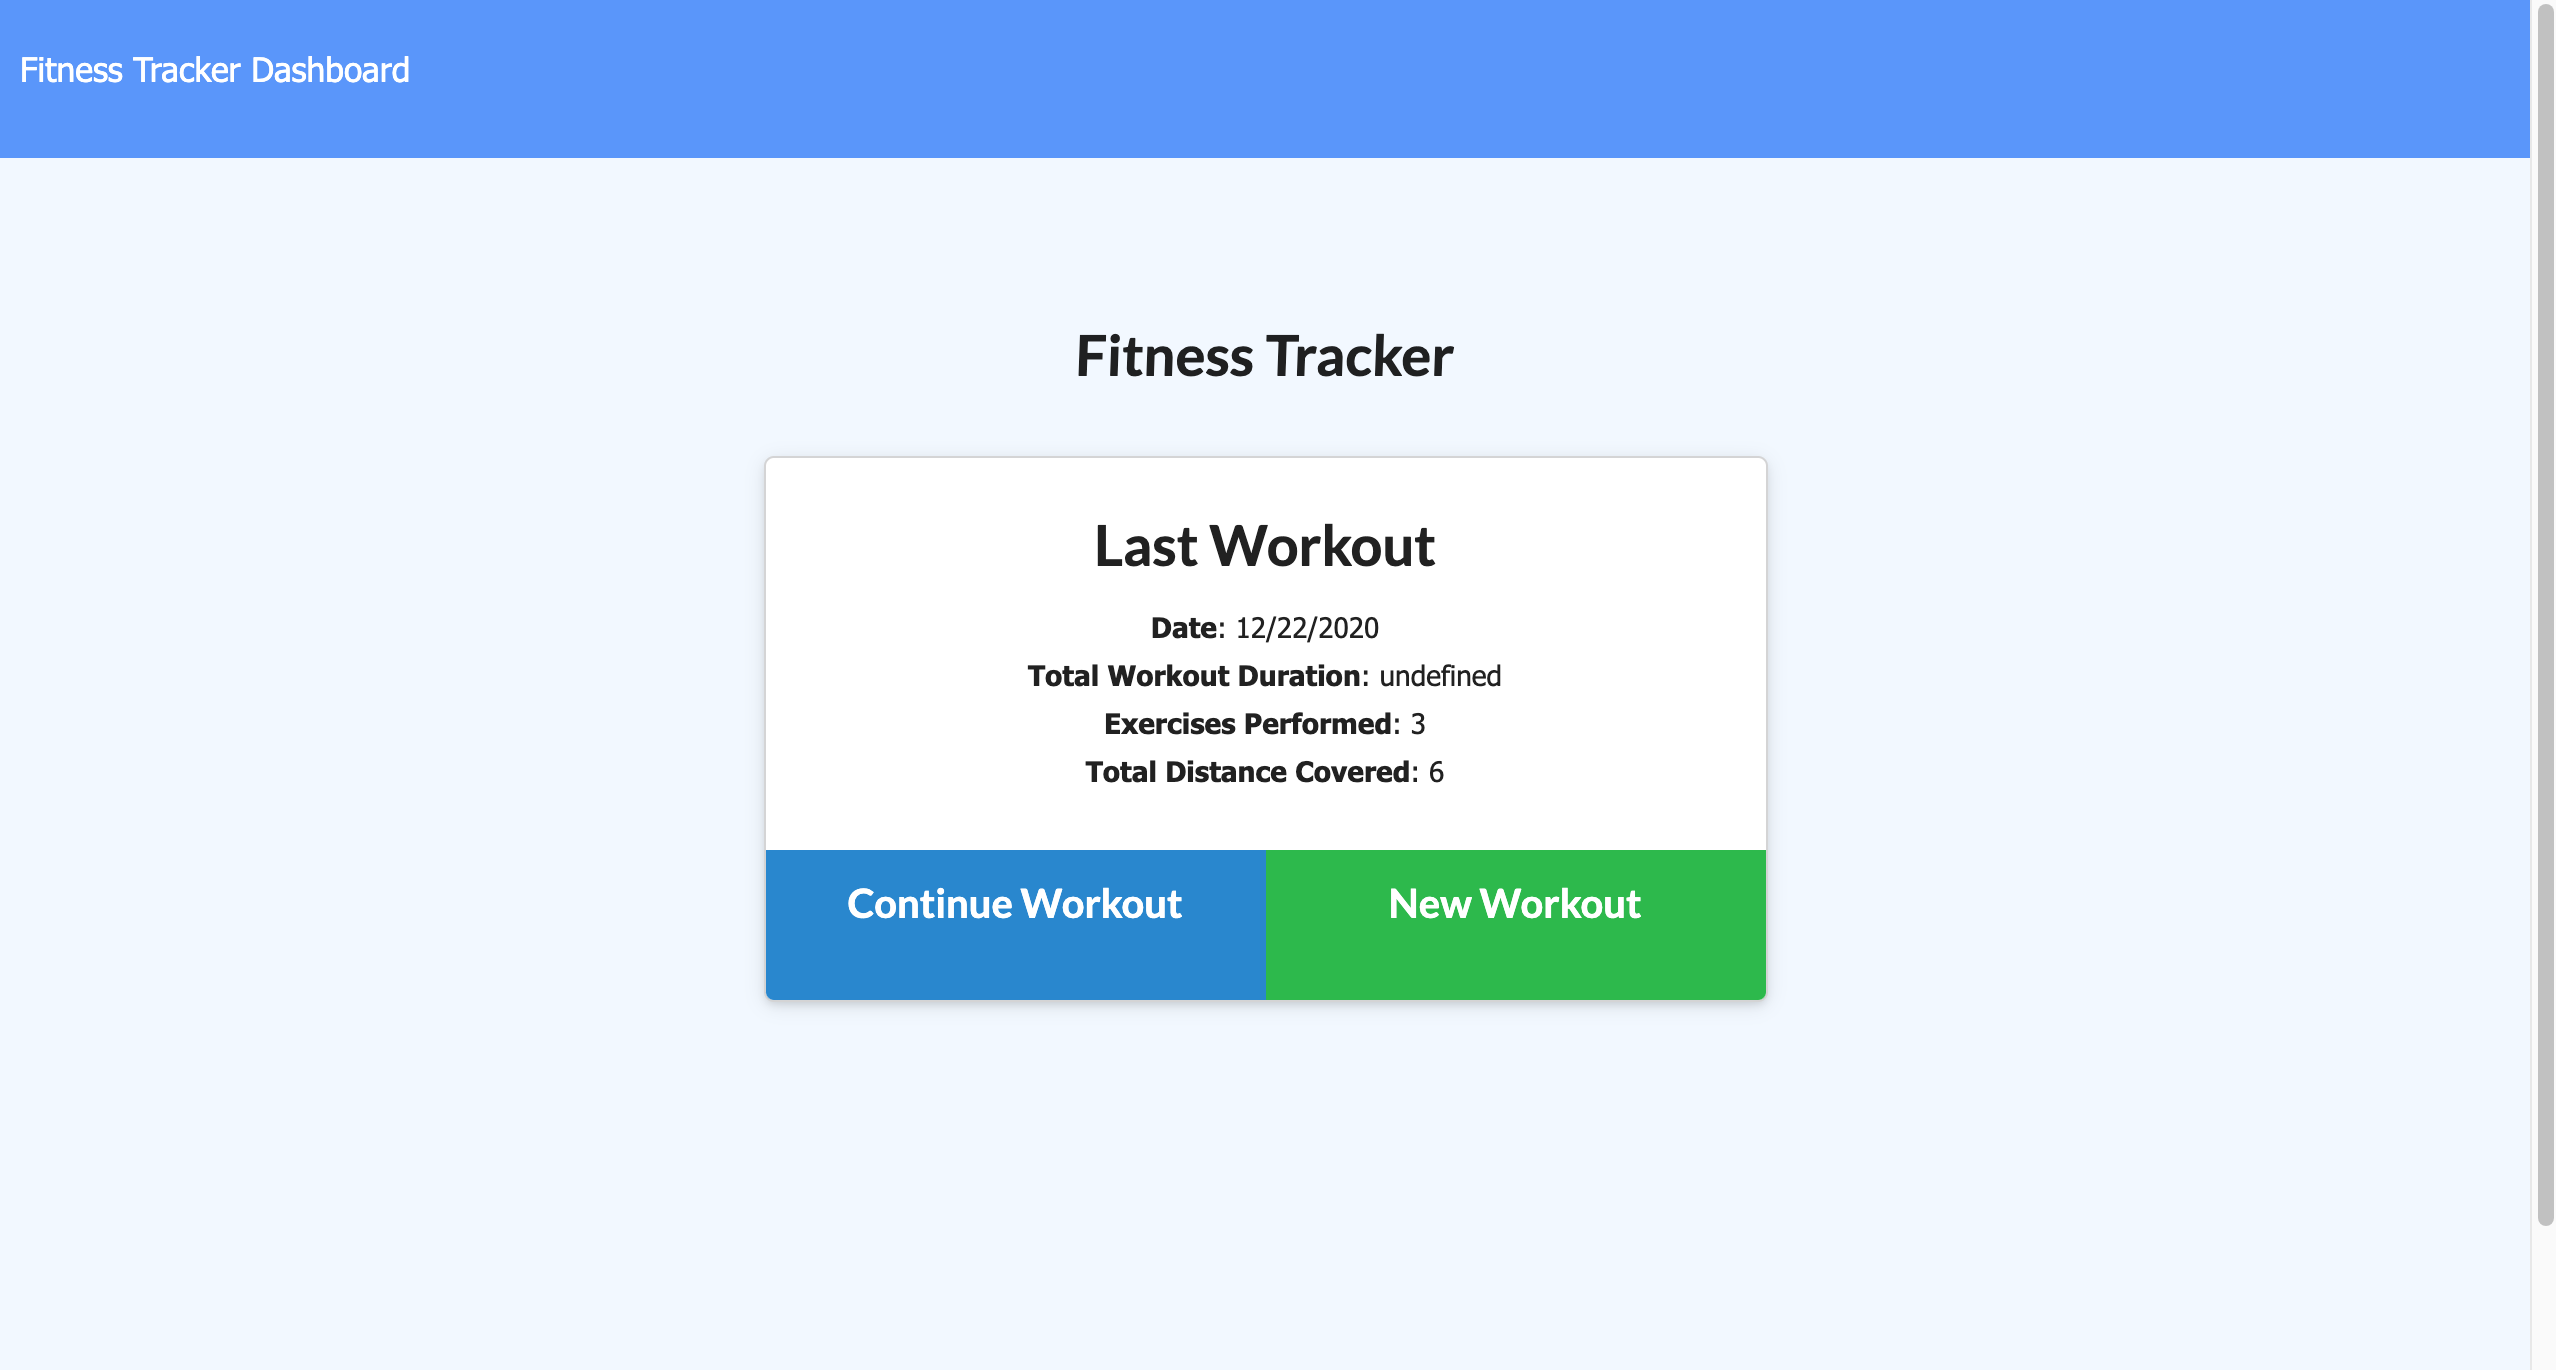 Fitness Tracker Dashboard
Fitness Tracker
Last Workout
Date: 12/22/2020
Total Workout Duration: undefined
Exercises Performed: 3
Total Distance Covered: 6
Continue Workout
New Workout